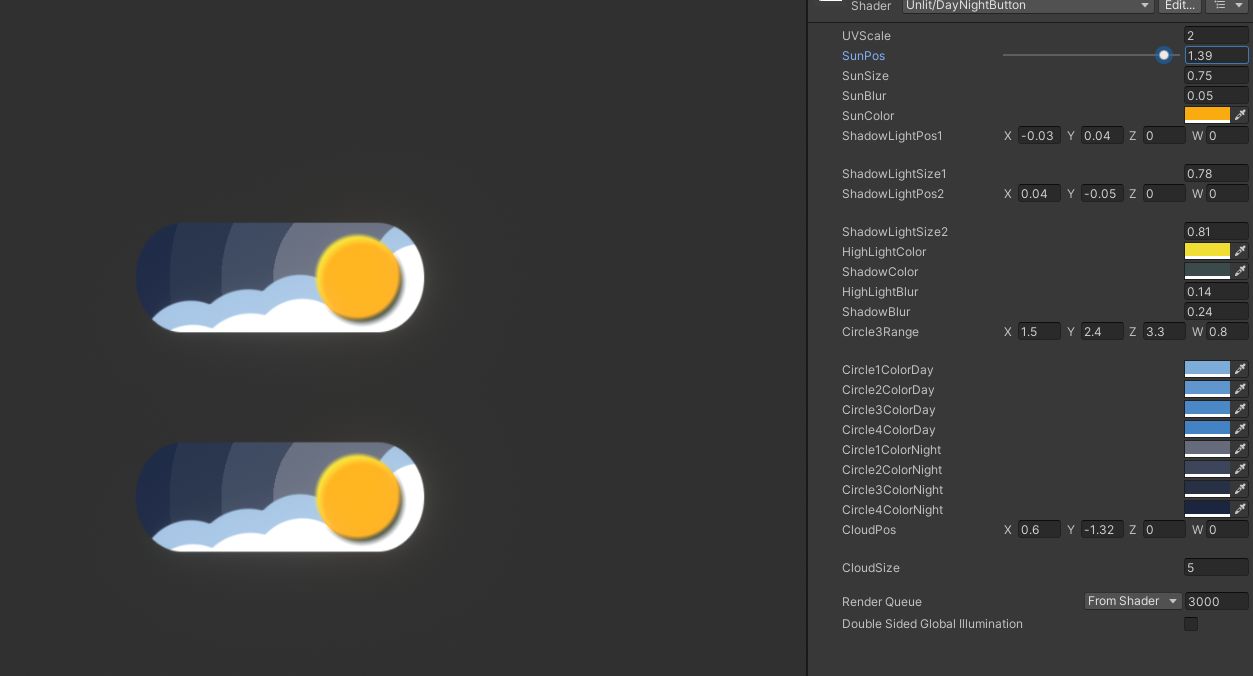 Shader Unlit/DayNightButton Edit...
UVScale 2
SunPos 1.39
SunSize 0.75
SunBlur 0.05
SunColor
ShadowLightPos1 X -0.03 Y 0.04 Z 0 W 0
ShadowLightSize1 0.78
ShadowLightPos2 X 0.04 Y -0.05 Z 0 W 0
ShadowLightSize2 0.81
HighLightColor
ShadowColor
HighLightBlur 0.14
ShadowBlur 0.24
Circle3Range X 1.5 Y 2.4 Z 3.3 W 0.8
Circle1ColorDay
Circle2ColorDay
Circle3ColorDay
Circle4ColorDay
Circle1ColorNight
Circle2ColorNight
Circle3ColorNight
Circle4ColorNight
CloudPos X 0.6 Y -1.32 Z 0 W 0
CloudSize 5
Render Queue From Shader 3000
Double Sided Global Illumination